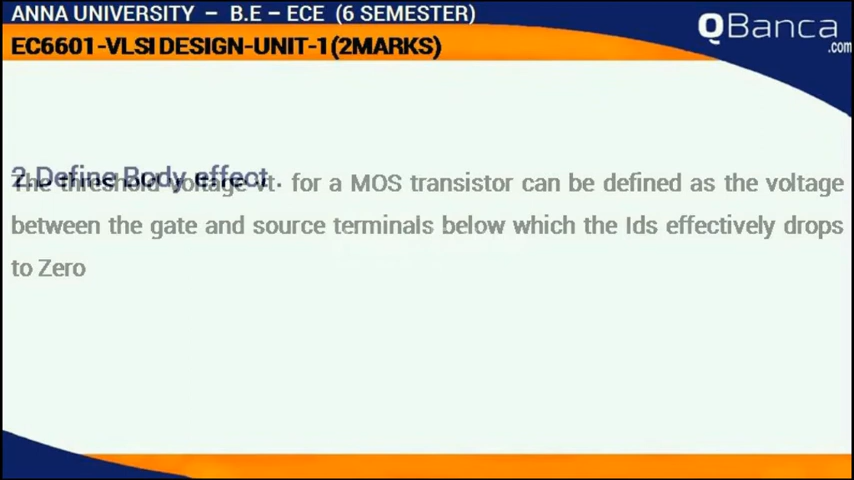 ANNA UNIVERSITY – B.E – ECE (6 SEMESTER)
EC6601-VLSI DESIGN-UNIT-1(2MARKS)
QBanca
.com
2.Define Body effect.
The threshold voltage Vt for a MOS transistor can be defined as the voltage
between the gate and source terminals below which the Ids effectively drops
to Zero